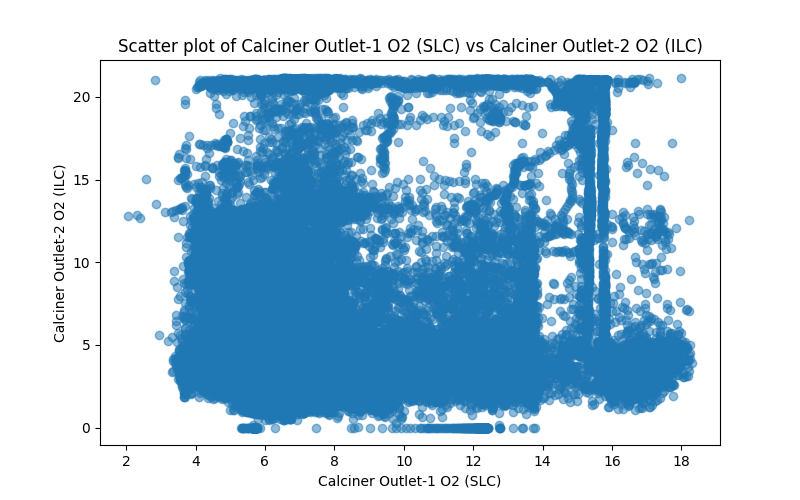 Scatter plot of Calciner Outlet-1 O2 (SLC) vs Calciner Outlet-2 O2 (ILC)
Calciner Outlet-2 O2 (ILC)
20
15
10
5
0
2 4 6 8 10 12 14 16 18
Calciner Outlet-1 O2 (SLC)